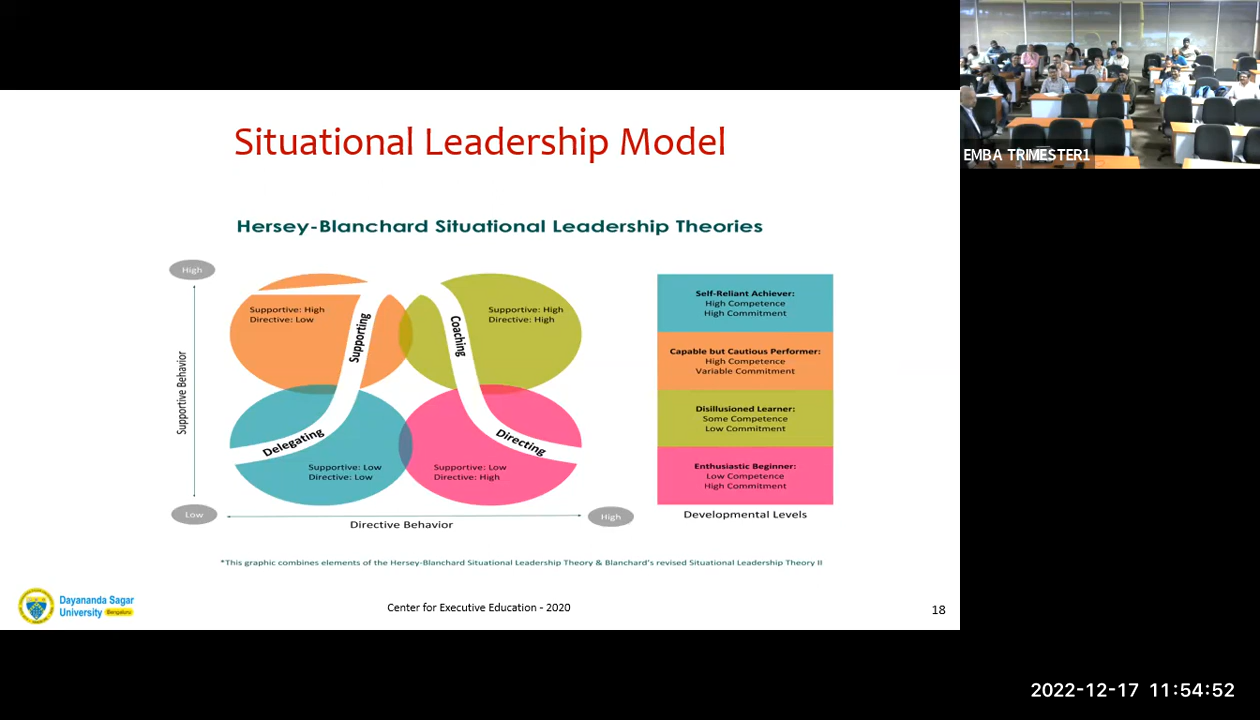 Situational Leadership Model
EMBA TRIMESTER1
Hersey-Blanchard Situational Leadership Theories
High
Supportive Behavior
Low
Supportive: High
Directive: Low
Supporting
Supportive: High
Directive: High
Coaching
Delegating
Supportive: Low
Directive: Low
Directing
Supportive: Low
Directive: High
Directive Behavior
High
Self-Reliant Achiever:
High Competence
High Commitment
Capable but Cautious Performer:
High Competence
Variable Commitment
Disillusioned Learner:
Some Competence
Low Commitment
Enthusiastic Beginner:
Low Competence
High Commitment
Developmental Levels
*This graphic combines elements of the Hersey-Blanchard Situational Leadership Theory & Blanchard's revised Situational Leadership Theory II
Dayananda Sagar
University Bengaluru
Center for Executive Education - 2020
18
2022-12-17 11:54:52